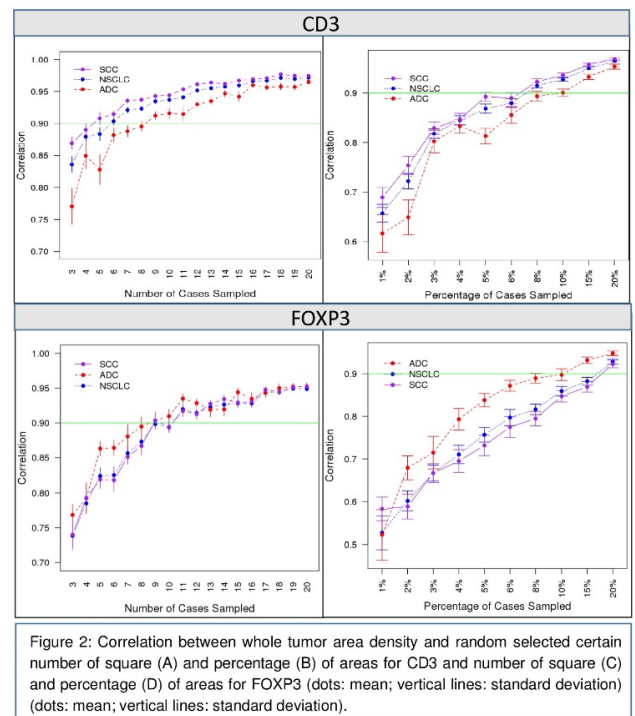 CD3
1.00
0.95
0.90
0.85
0.80
0.75
0.70
Correlation
SCC
NSCLC
ADC
3 4 5 6 7 8 9 10 11 12 13 14 15 16 17 18 19 20
Number of Cases Sampled
0.9
0.8
0.7
0.6
Correlation
SCC
NSCLC
ADC
1% 2% 3% 4% 5% 6% 8% 10% 15% 20%
Percentage of Cases Sampled
FOXP3
1.00
0.95
0.90
0.85
0.80
0.75
0.70
Correlation
SCC
ADC
NSCLC
3 4 5 6 7 8 9 10 11 12 13 14 15 16 17 18 19 20
Number of Cases Sampled
0.9
0.8
0.7
0.6
0.5
Correlation
ADC
NSCLC
SCC
1% 2% 3% 4% 5% 6% 8% 10% 15% 20%
Percentage of Cases Sampled
Figure 2: Correlation between whole tumor area density and random selected certain
number of square (A) and percentage (B) of areas for CD3 and number of square (C)
and percentage (D) of areas for FOXP3 (dots: mean; vertical lines: standard deviation)
(dots: mean; vertical lines: standard deviation).